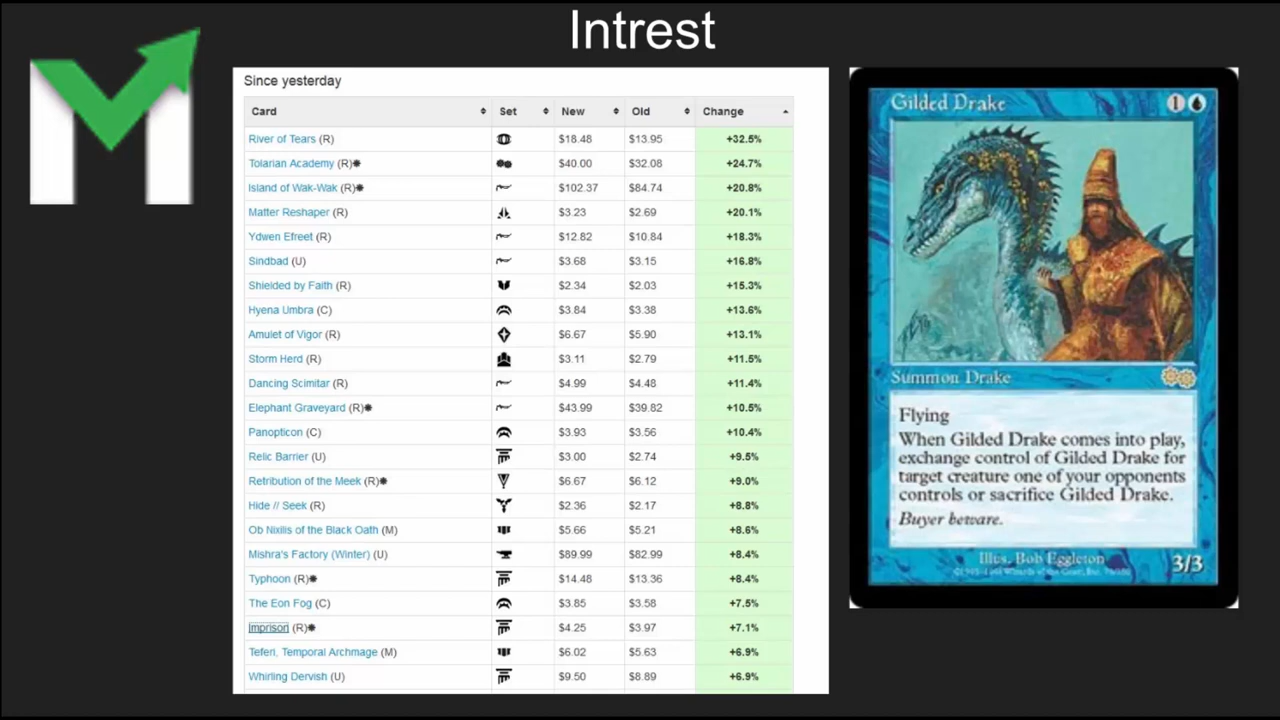 Intrest
Since yesterday
Card Set New Old Change
River of Tears (R) $18.48 $13.95 +32.5%
Tolarian Academy (R)✸ $40.00 $32.08 +24.7%
Island of Wak-Wak (R)✸ $102.37 $84.74 +20.8%
Matter Reshaper (R) $3.23 $2.69 +20.1%
Ydwen Efreet (R) $12.82 $10.84 +18.3%
Sindbad (U) $3.68 $3.15 +16.8%
Shielded by Faith (R) $2.34 $2.03 +15.3%
Hyena Umbra (C) $3.84 $3.38 +13.6%
Amulet of Vigor (R) $6.67 $5.90 +13.1%
Storm Herd (R) $3.11 $2.79 +11.5%
Dancing Scimitar (R) $4.99 $4.48 +11.4%
Elephant Graveyard (R)✸ $43.99 $39.82 +10.5%
Panopticon (C) $3.93 $3.56 +10.4%
Relic Barrier (U) $3.00 $2.74 +9.5%
Retribution of the Meek (R)✸ $6.67 $6.12 +9.0%
Hide // Seek (R) $2.36 $2.17 +8.8%
Ob Nixilis of the Black Oath (M) $5.66 $5.21 +8.6%
Mishra's Factory (Winter) (U) $89.99 $82.99 +8.4%
Typhoon (R)✸ $14.48 $13.36 +8.4%
The Eon Fog (C) $3.85 $3.58 +7.5%
Imprison (R)✸ $4.25 $3.97 +7.1%
Teferi, Temporal Archmage (M) $6.02 $5.63 +6.9%
Whirling Dervish (U) $9.50 $8.89 +6.9%
Gilded Drake 1
Summon Drake
Flying
When Gilded Drake comes into play,
exchange control of Gilded Drake for
target creature one of your opponents
controls or sacrifice Gilded Drake.
Buyer beware.
Illus. Bob Eggleton
3/3